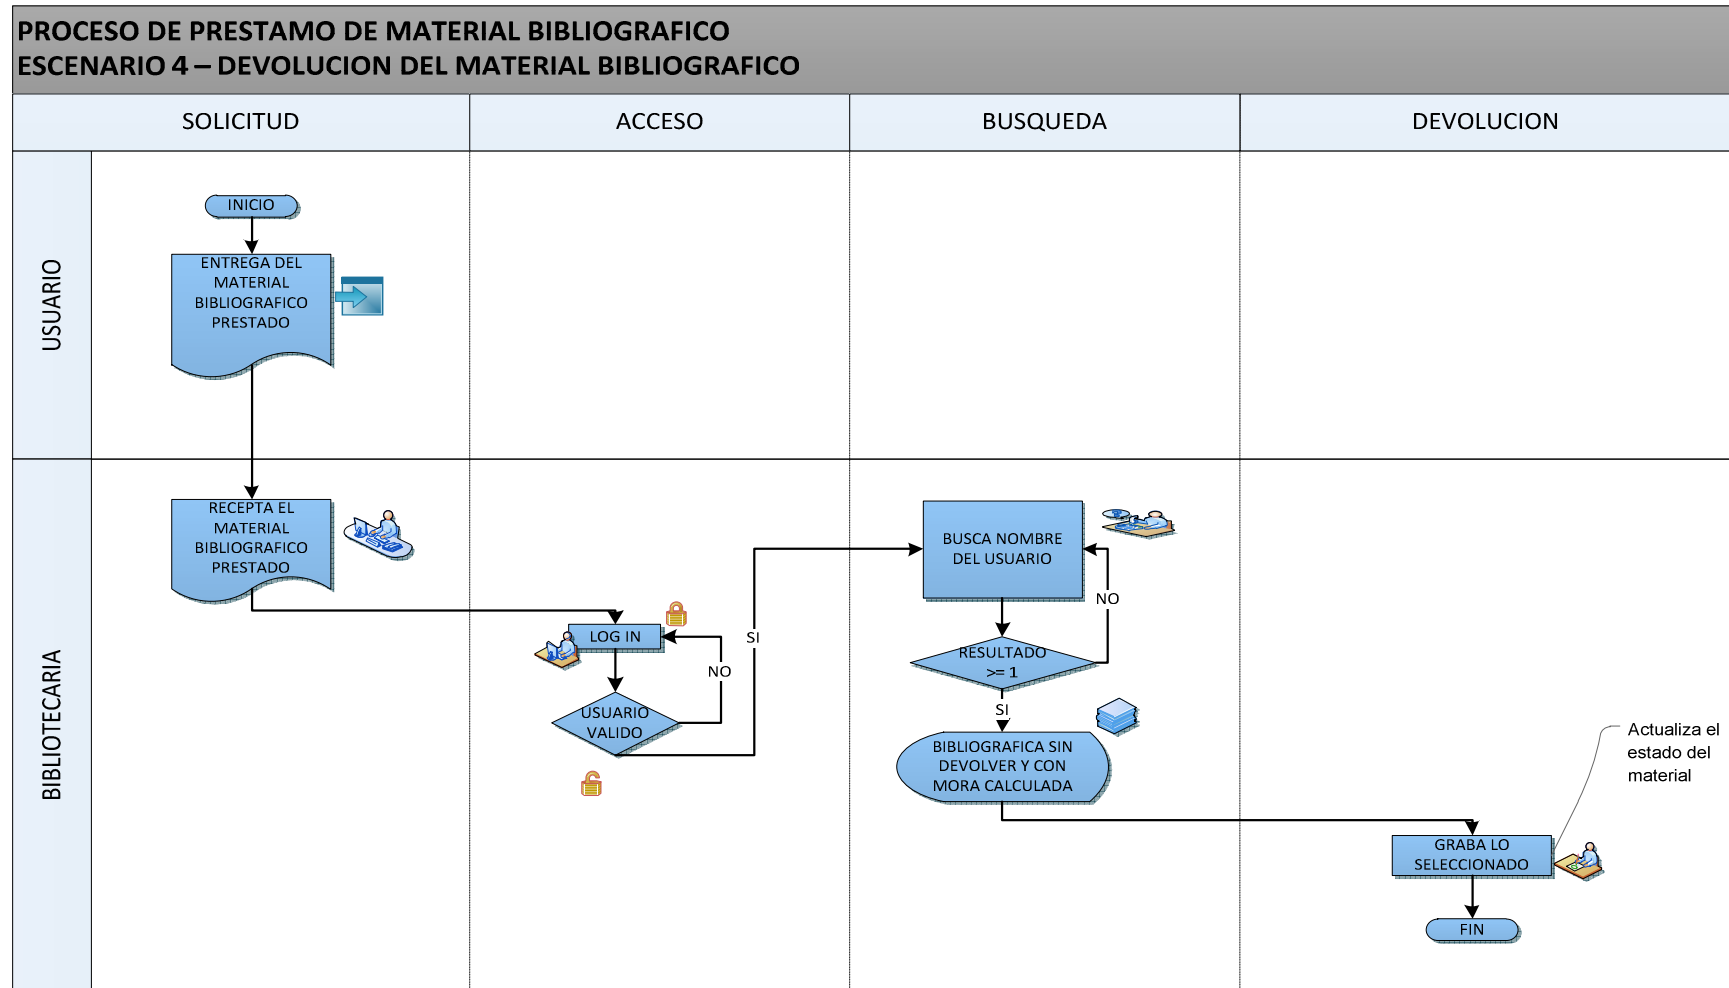 PROCESO DE PRESTAMO DE MATERIAL BIBLIOGRAFICO
ESCENARIO 4 – DEVOLUCION DEL MATERIAL BIBLIOGRAFICO
SOLICITUD
ACCESO
BUSQUEDA
DEVOLUCION
USUARIO
INICIO
ENTREGA DEL
MATERIAL
BIBLIOGRAFICO
PRESTADO
BIBLIOTECARIA
RECEPTA EL
MATERIAL
BIBLIOGRAFICO
PRESTADO
LOG IN
NO
USUARIO
VALIDO
SI
BUSCA NOMBRE
DEL USUARIO
NO
RESULTADO
>= 1
SI
BIBLIOGRAFICA SIN
DEVOLVER Y CON
MORA CALCULADA
Actualiza el
estado del
material
GRABA LO
SELECCIONADO
FIN